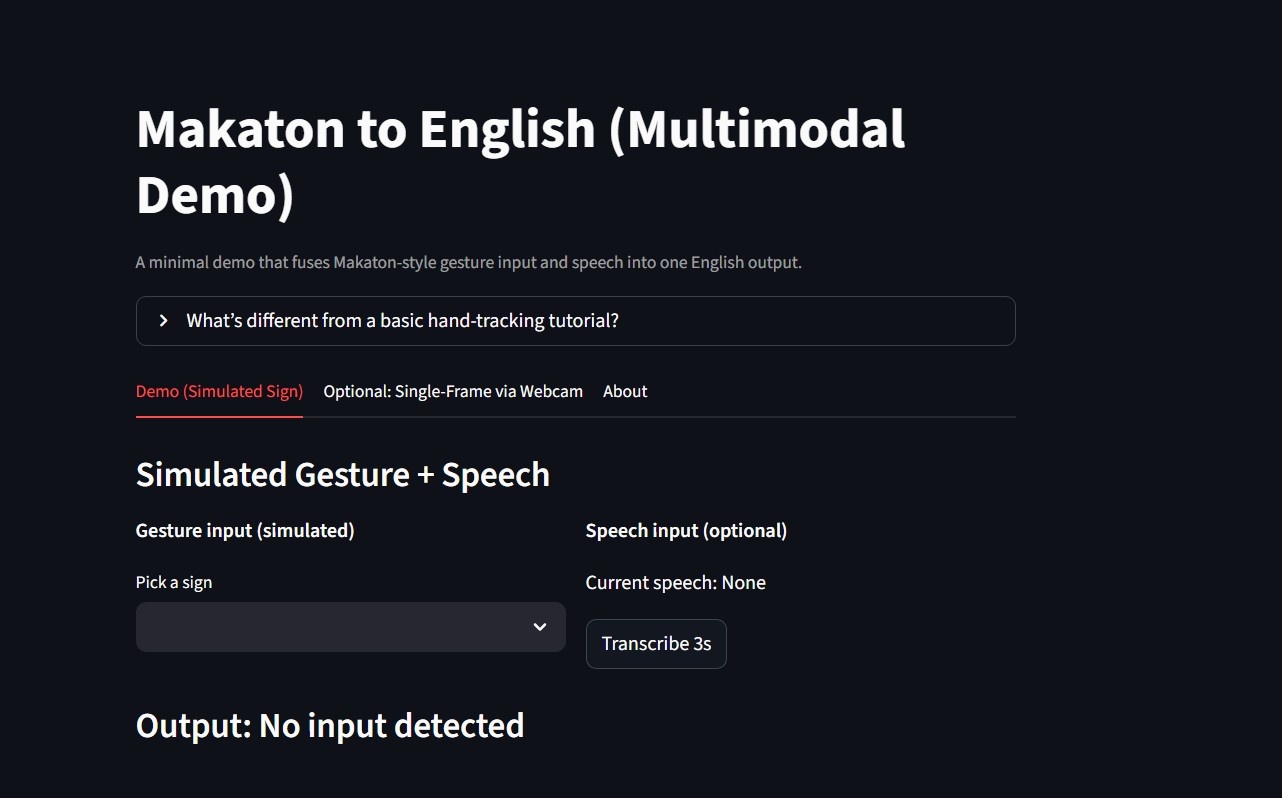 Makaton to English (Multimodal
Demo)
A minimal demo that fuses Makaton-style gesture input and speech into one English output.
What’s different from a basic hand-tracking tutorial?
Demo (Simulated Sign) Optional: Single-Frame via Webcam About
Simulated Gesture + Speech
Gesture input (simulated)
Pick a sign
Speech input (optional)
Current speech: None
Transcribe 3s
Output: No input detected